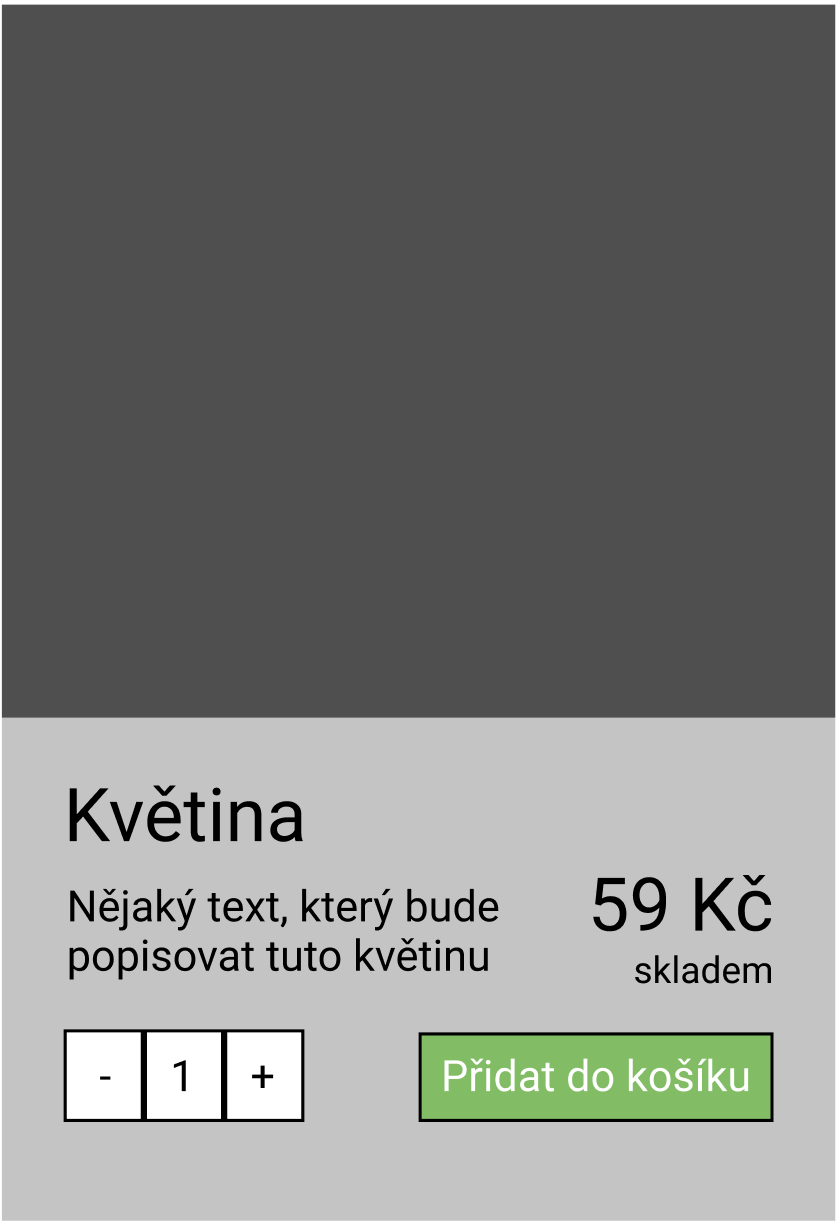 Květina
Nějaký text, který bude
popisovat tuto květinu
59 Kč
skladem
- 1 +
Přidat do košíku